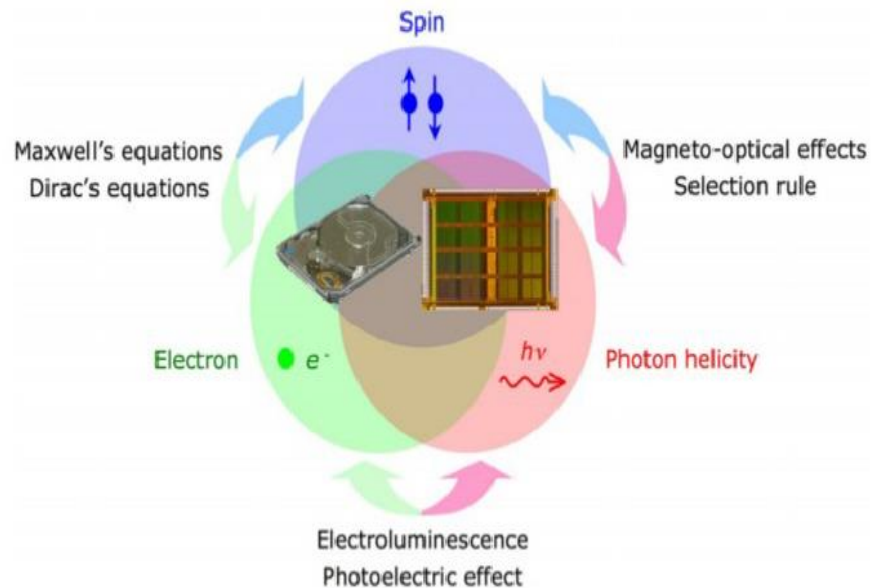 Spin
Maxwell's equations
Dirac's equations
Magneto-optical effects
Selection rule
Electron
e-
hν
Photon helicity
Electroluminescence
Photoelectric effect